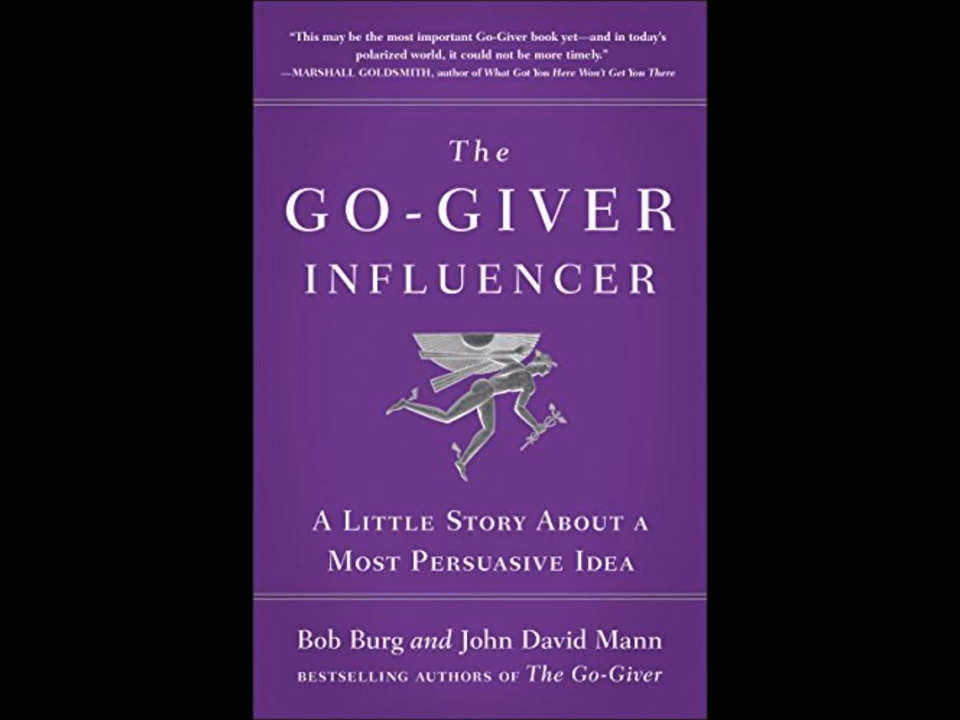 “This may be the most important Go-Giver book yet—and in today’s
polarized world, it could not be more timely.”
—MARSHALL GOLDSMITH, author of What Got You Here Won’t Get You There
The
GO-GIVER
INFLUENCER
A LITTLE STORY ABOUT A
MOST PERSUASIVE IDEA
Bob Burg and John David Mann
BESTSELLING AUTHORS OF The Go-Giver